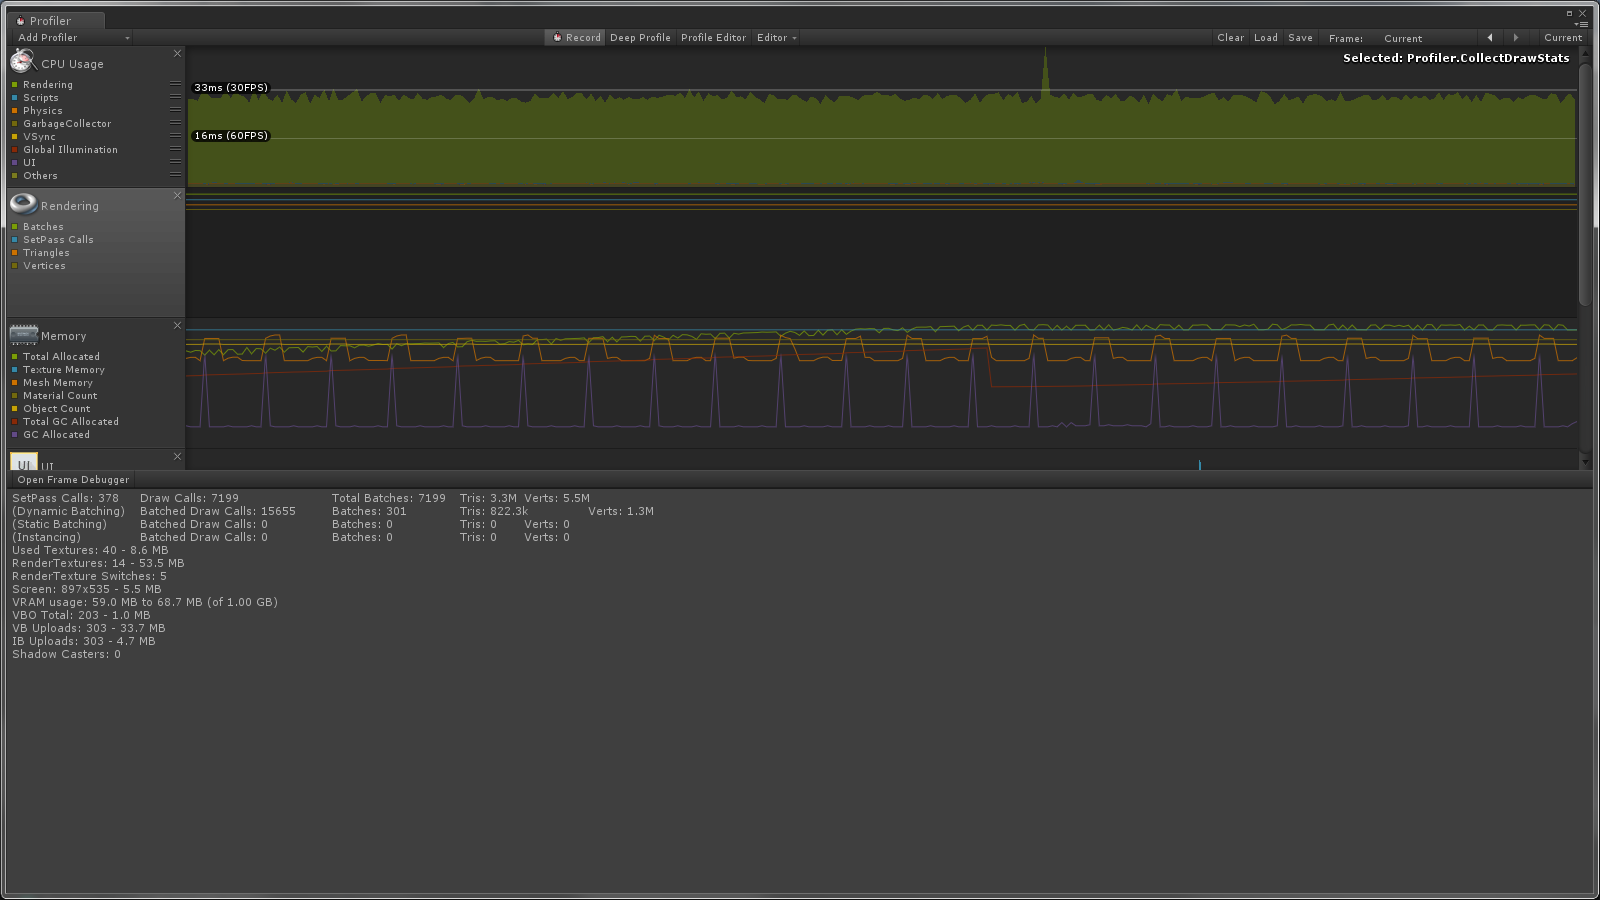 Profiler
Add Profiler
Record Deep Profile Profile Editor Editor
Clear Load Save Frame: Current Current
CPU Usage
Rendering
Scripts
Physics
GarbageCollector
VSync
Global Illumination
UI
Others
Selected: Profiler.CollectDrawStats
33ms (30FPS)
16ms (60FPS)
Rendering
Batches
SetPass Calls
Triangles
Vertices
Memory
Total Allocated
Texture Memory
Mesh Memory
Material Count
Object Count
Total GC Allocated
GC Allocated
UI UI
Open Frame Debugger
SetPass Calls: 378 Draw Calls: 7199 Total Batches: 7199 Tris: 3.3M Verts: 5.5M
(Dynamic Batching) Batched Draw Calls: 15655 Batches: 301 Tris: 822.3k Verts: 1.3M
(Static Batching) Batched Draw Calls: 0 Batches: 0 Tris: 0 Verts: 0
(Instancing) Batched Draw Calls: 0 Batches: 0 Tris: 0 Verts: 0
Used Textures: 40 - 8.6 MB
RenderTextures: 14 - 53.5 MB
RenderTexture Switches: 5
Screen: 897x535 - 5.5 MB
VRAM usage: 59.0 MB to 68.7 MB (of 1.00 GB)
VBO Total: 203 - 1.0 MB
VB Uploads: 303 - 33.7 MB
IB Uploads: 303 - 4.7 MB
Shadow Casters: 0